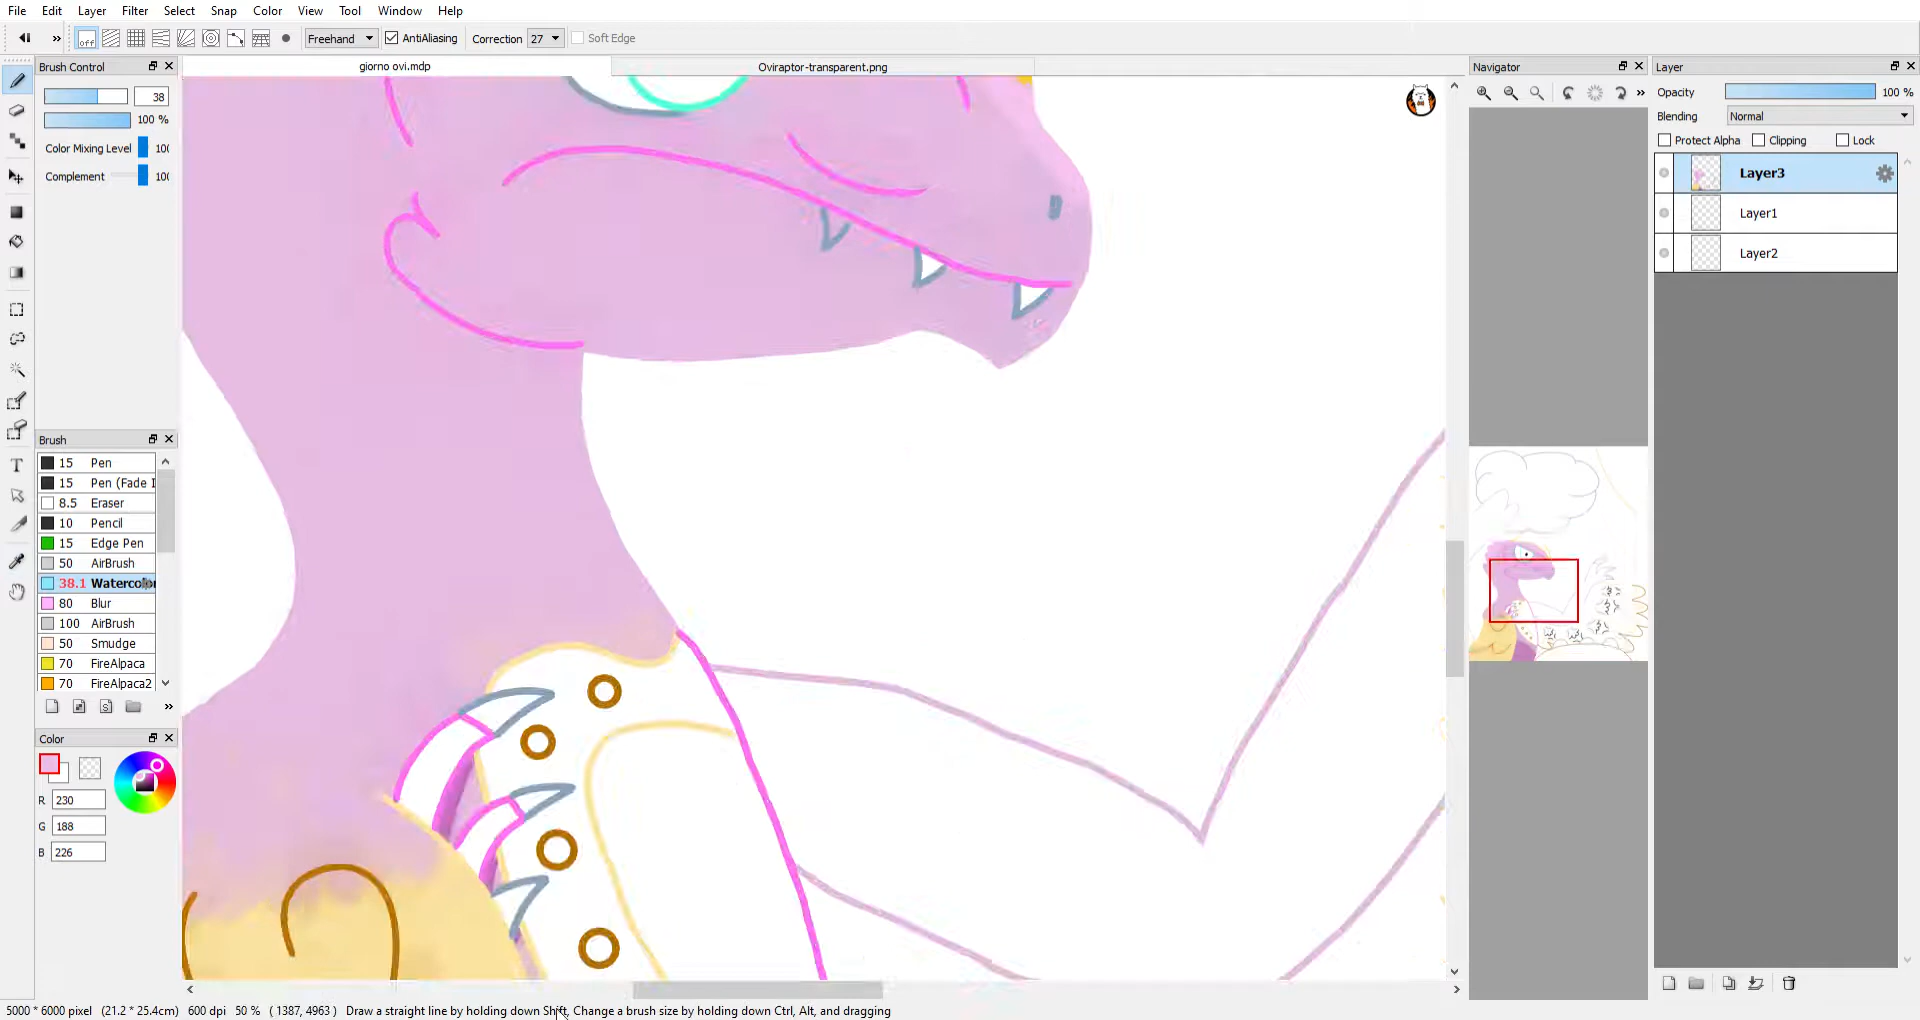 File Edit Layer Filter Select Snap Color View Tool Window Help
off Freehand AntiAliasing Correction 27 Soft Edge
Brush Control
giorno ovi.mdp Oviraptor-transparent.png
Navigator
Layer
38
100 %
Color Mixing Level 100
Complement 100
Opacity 100 %
Blending Normal
Protect Alpha Clipping Lock
Layer3
Layer1
Layer2
Brush
15 Pen
15 Pen (Fade I
8.5 Eraser
10 Pencil
15 Edge Pen
50 AirBrush
38.1 Watercolor
80 Blur
100 AirBrush
50 Smudge
70 FireAlpaca
70 FireAlpaca2
S
Color
R 230
G 188
B 226
5000 * 6000 pixel (21.2 * 25.4cm) 600 dpi 50 % ( 1387, 4963 ) Draw a straight line by holding down Shift, Change a brush size by holding down Ctrl, Alt, and dragging